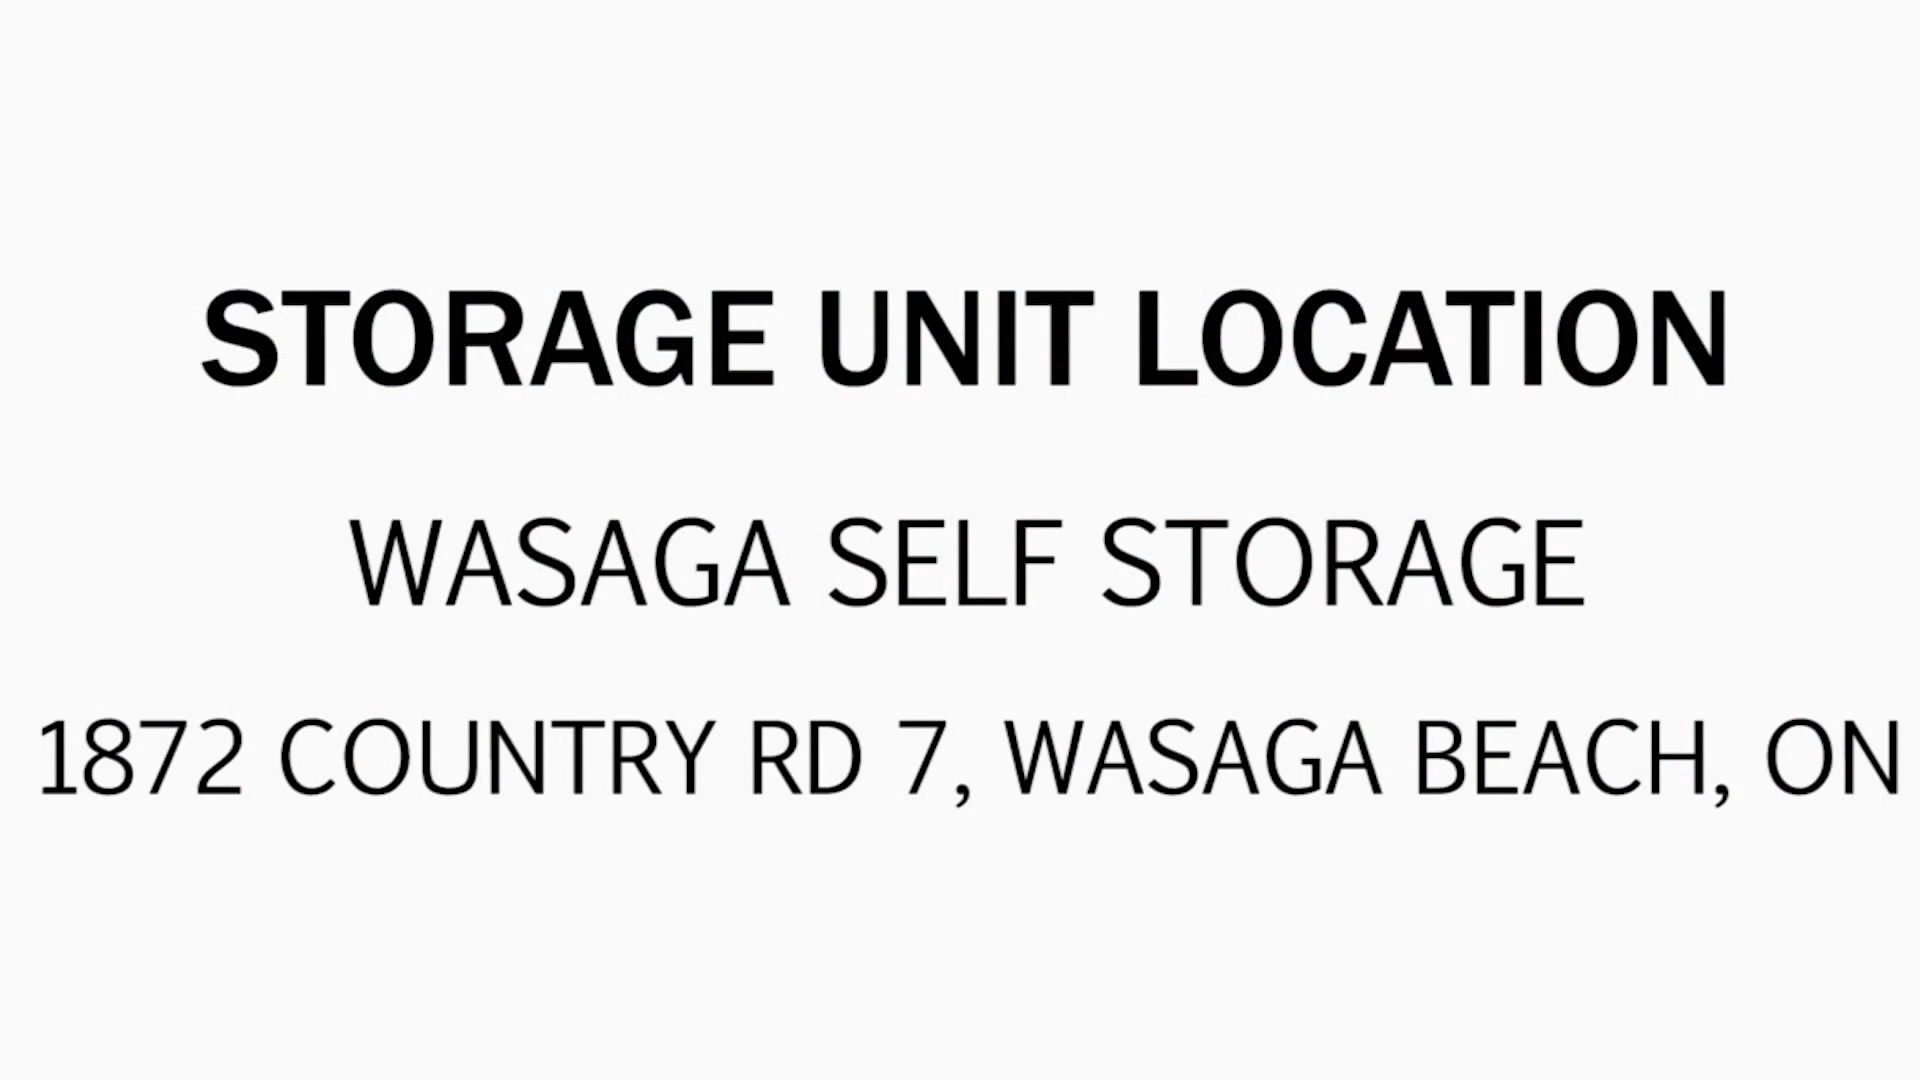 STORAGE UNIT LOCATION
WASAGA SELF STORAGE
1872 COUNTRY RD 7, WASAGA BEACH, ON